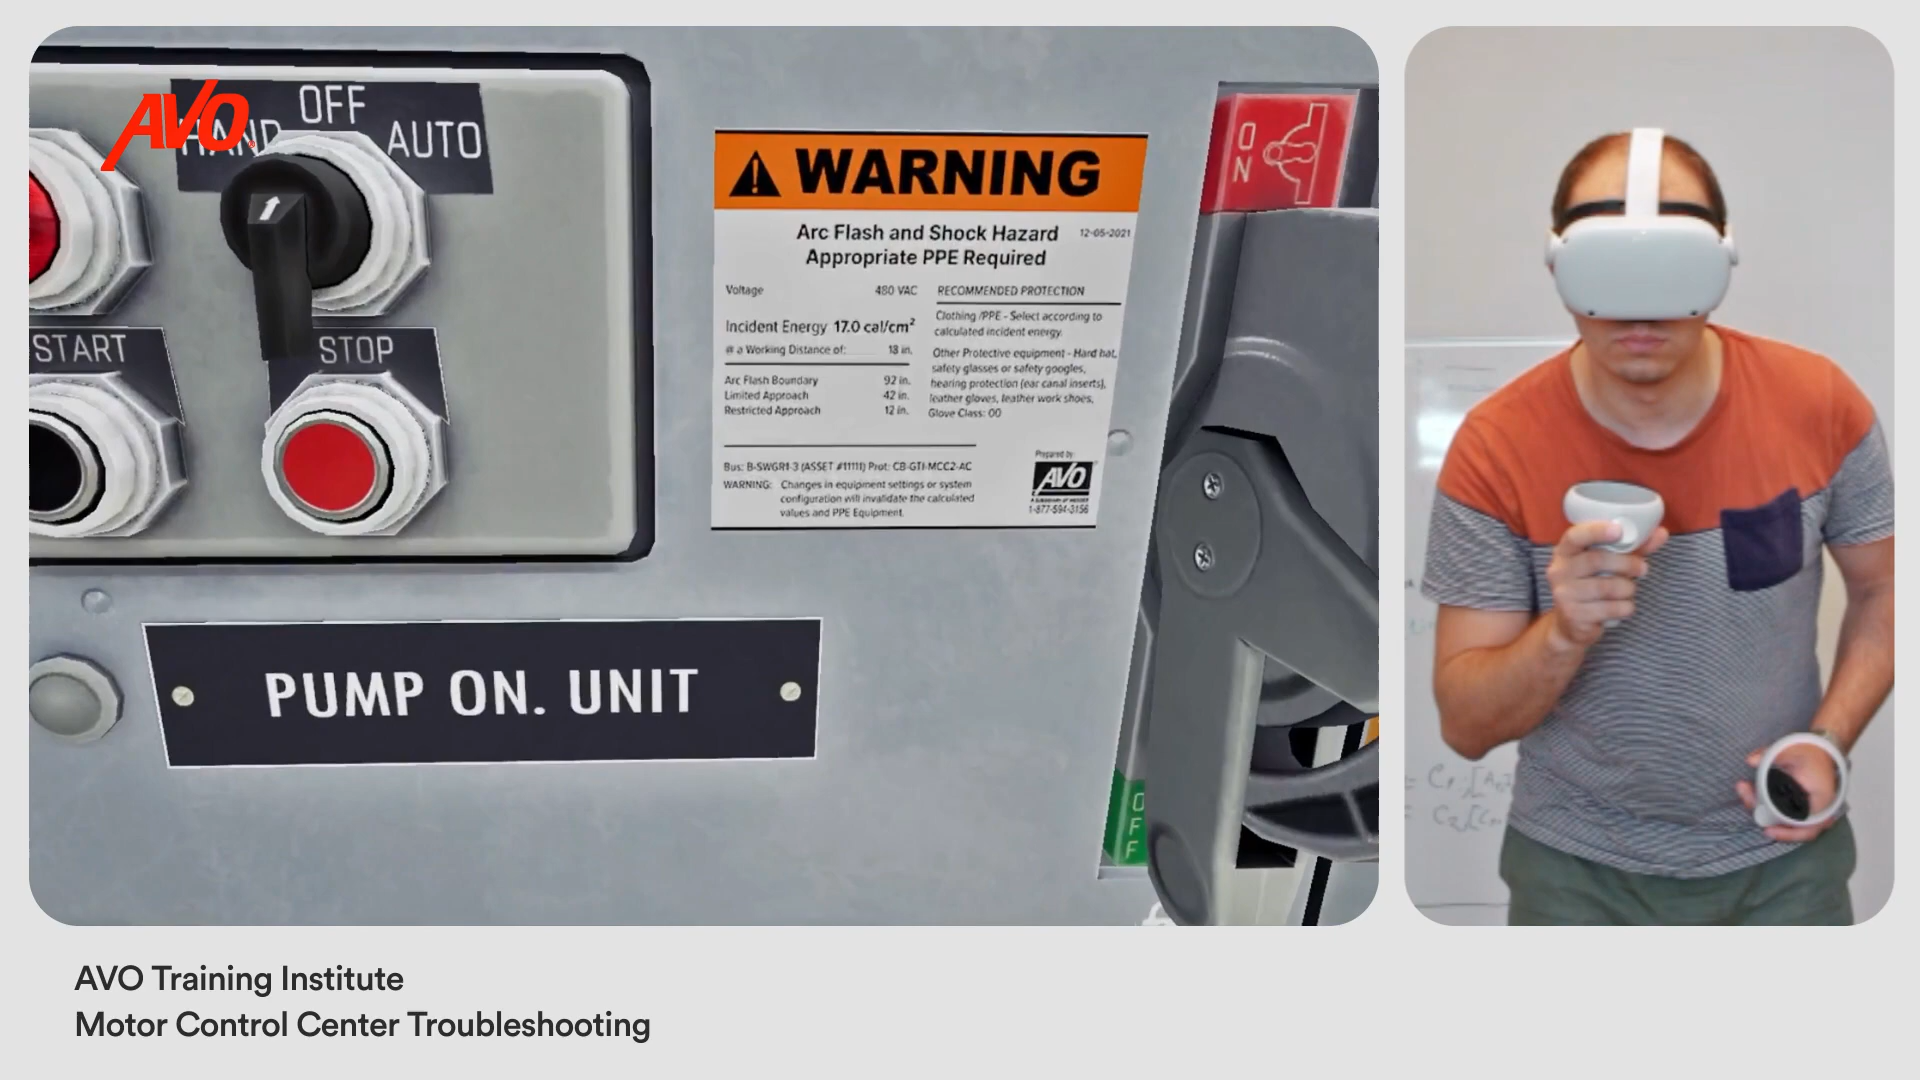 AVO
HAND
OFF
AUTO
START
STOP
WARNING
Arc Flash and Shock Hazard
12-05-2021
Appropriate PPE Required
Voltage 480 VAC
Incident Energy 17.0 cal/cm²
@ a Working Distance of: 18 in.
Arc Flash Boundary 92 in.
Limited Approach 42 in.
Restricted Approach 12 in.
RECOMMENDED PROTECTION
Clothing /PPE - Select according to
calculated incident energy.
Other Protective equipment - Hard hat,
safety glasses or safety googles,
hearing protection (ear canal inserts),
leather gloves, leather work shoes,
Glove Class: 00
Bus: B-SWGR1-3 (ASSET #11111) Prot: CB-GTI-MCC2-AC
WARNING: Changes in equipment settings or system
configuration will invalidate the calculated
values and PPE Equipment.
Prepared by:
AVO
1-877-594-3156
ON
OFF
PUMP ON. UNIT
AVO Training Institute
Motor Control Center Troubleshooting